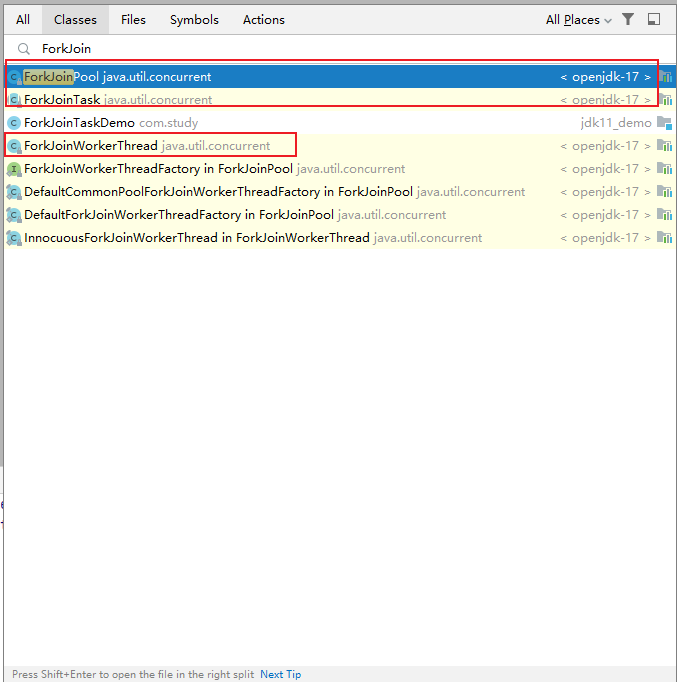 All Classes Files Symbols Actions All Places
ForkJoin
ForkJoinPool java.util.concurrent < openjdk-17 >
ForkJoinTask java.util.concurrent < openjdk-17 >
ForkJoinTaskDemo com.study jdk11_demo
ForkJoinWorkerThread java.util.concurrent < openjdk-17 >
ForkJoinWorkerThreadFactory in ForkJoinPool java.util.concurrent < openjdk-17 >
DefaultCommonPoolForkJoinWorkerThreadFactory in ForkJoinPool java.util.concurrent < openjdk-17 >
DefaultForkJoinWorkerThreadFactory in ForkJoinPool java.util.concurrent < openjdk-17 >
InnocuousForkJoinWorkerThread in ForkJoinWorkerThread java.util.concurrent < openjdk-17 >
Press Shift+Enter to open the file in the right split Next Tip